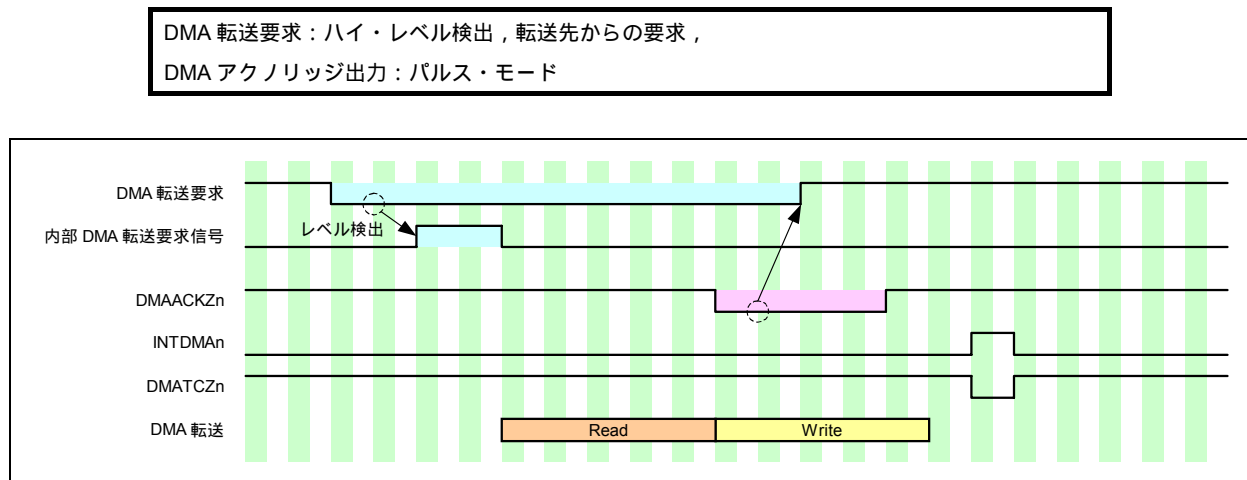 DMA 転送要求：ハイ・レベル検出，転送先からの要求，
DMA アクノリッジ出力：パルス・モード
DMA 転送要求
レベル検出
内部 DMA 転送要求信号
DMAACKZn
INTDMAn
DMATCZn
DMA 転送
Read
Write